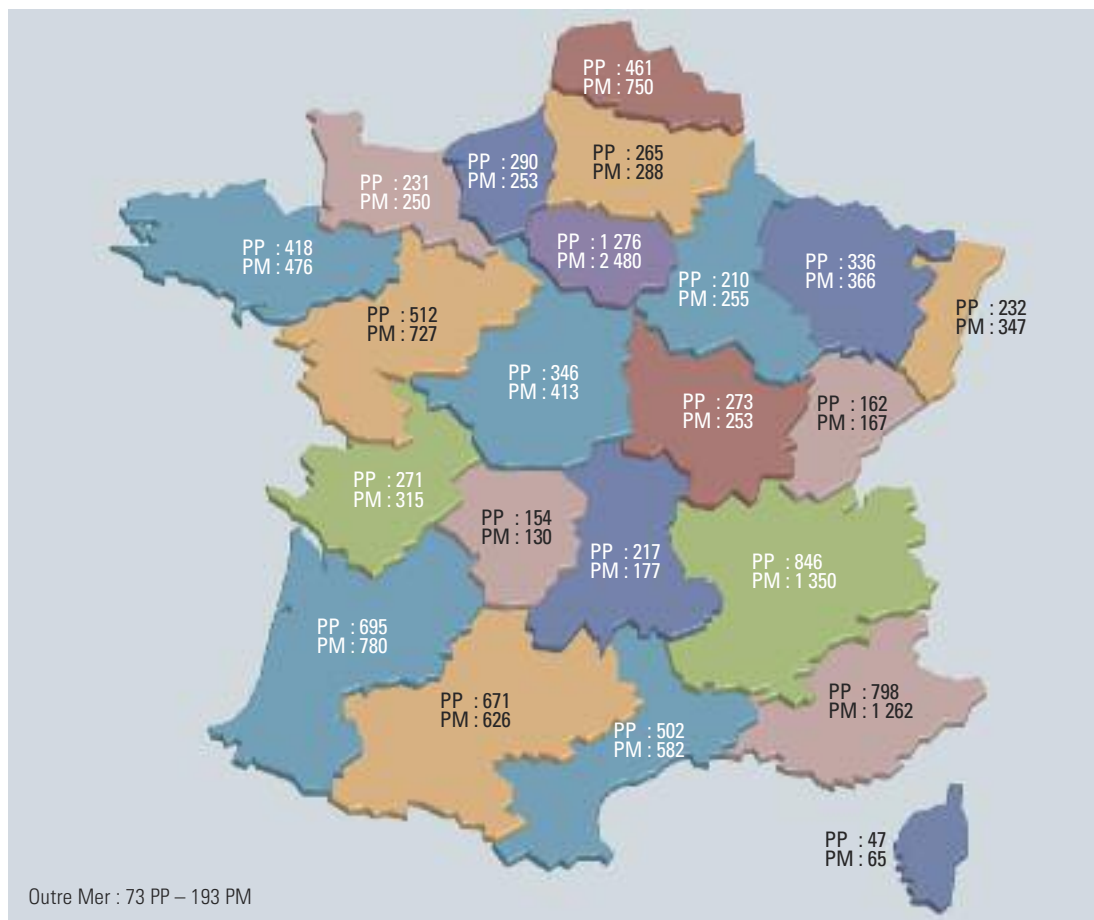 PP : 461
PM : 750
PP : 265
PM : 288
PP : 290
PM : 253
PP : 231
PM : 250
PP : 418
PM : 476
PP : 1 276
PM : 2 480
PP : 210
PM : 255
PP : 336
PM : 366
PP : 232
PM : 347
PP : 512
PM : 727
PP : 346
PM : 413
PP : 273
PM : 253
PP : 162
PM : 167
PP : 271
PM : 315
PP : 154
PM : 130
PP : 217
PM : 177
PP : 846
PM : 1 350
PP : 695
PM : 780
PP : 671
PM : 626
PP : 502
PM : 582
PP : 798
PM : 1 262
PP : 47
PM : 65
Outre Mer : 73 PP – 193 PM